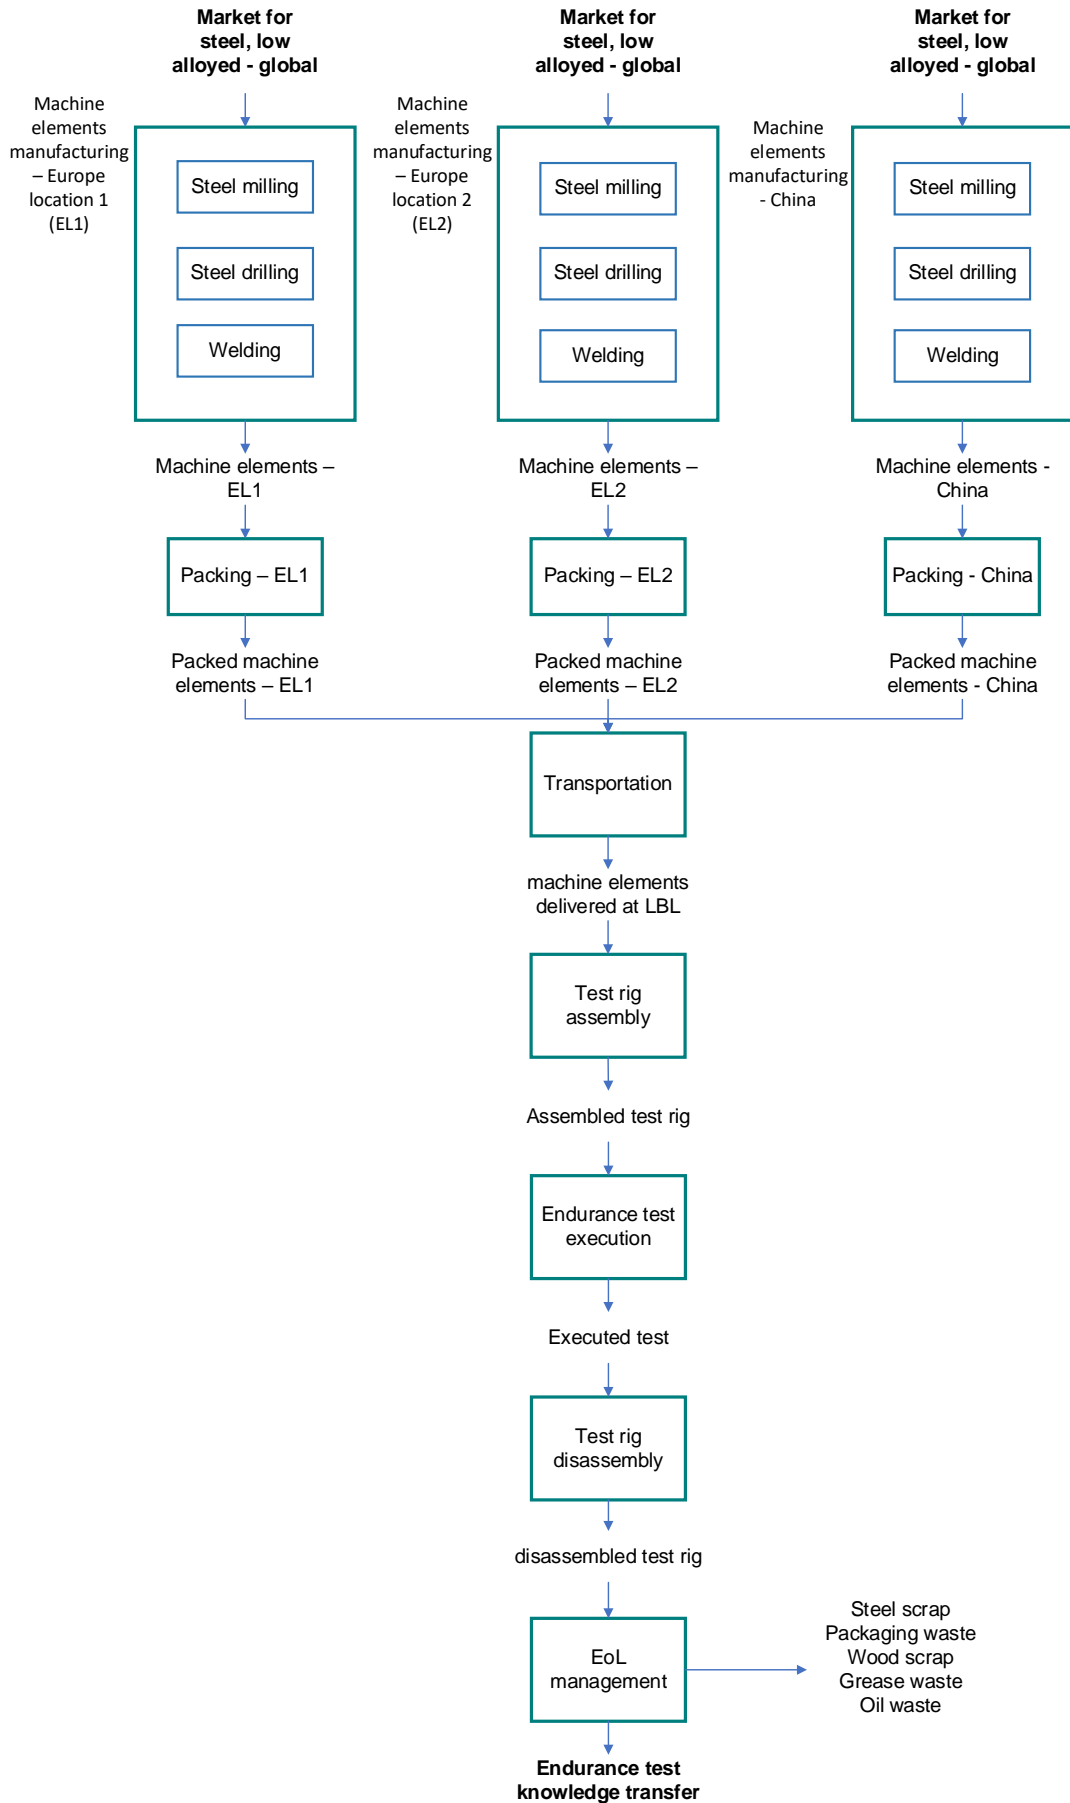 Market for
steel, low
alloyed - global
Market for
steel, low
alloyed - global
Market for
steel, low
alloyed - global
Machine
elements
manufacturing
– Europe
location 1
(EL1)
Steel milling
Steel drilling
Welding
Machine
elements
manufacturing
– Europe
location 2
(EL2)
Steel milling
Steel drilling
Welding
Machine
elements
manufacturing
- China
Steel milling
Steel drilling
Welding
Machine elements –
EL1
Machine elements –
EL2
Machine elements -
China
Packing – EL1
Packing – EL2
Packing - China
Packed machine
elements – EL1
Packed machine
elements – EL2
Packed machine
elements - China
Transportation
machine elements
delivered at LBL
Test rig
assembly
Assembled test rig
Endurance test
execution
Executed test
Test rig
disassembly
disassembled test rig
EoL
management
Steel scrap
Packaging waste
Wood scrap
Grease waste
Oil waste
Endurance test
knowledge transfer